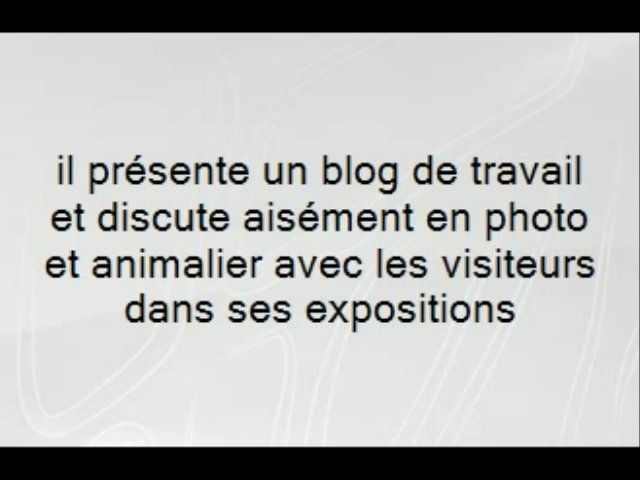 il présente un blog de travail
et discute aisément en photo
et animalier avec les visiteurs
dans ses expositions